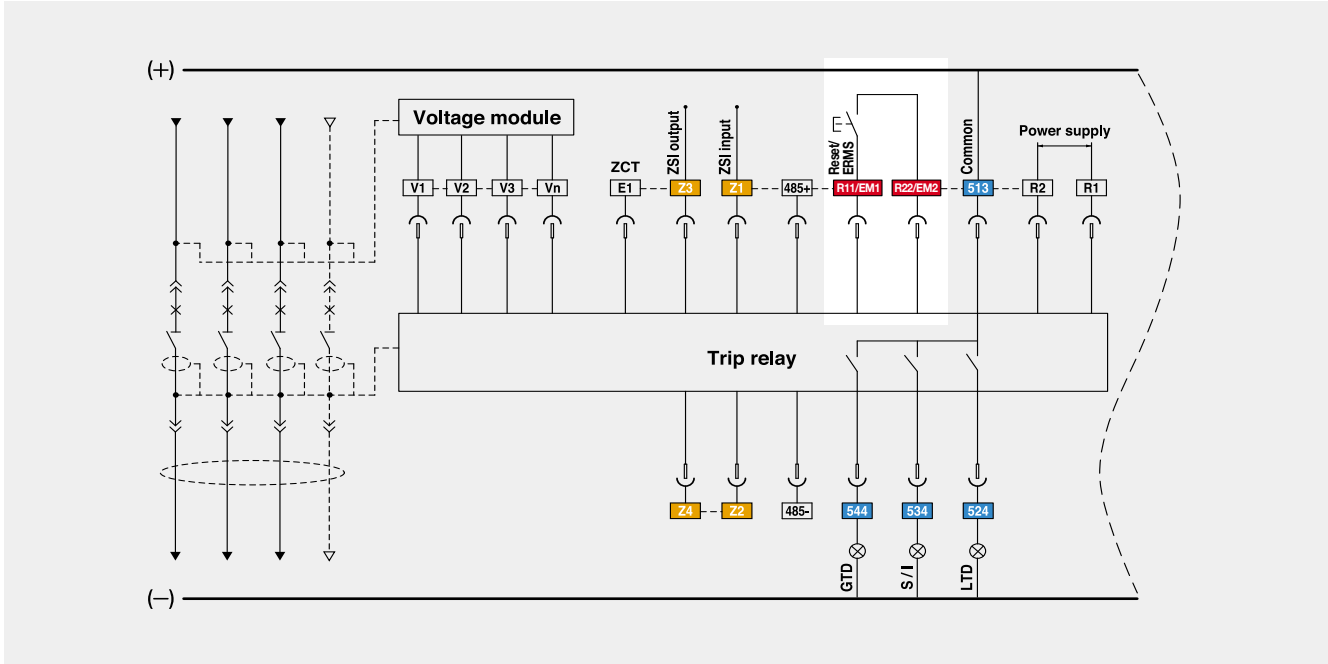 (+)
Voltage module
ZCT
ZSI output
ZSI input
Reset/
ERMS
Common
Power supply
V1 V2 V3 Vn E1 Z3 Z1 485+ R11/EM1 R22/EM2 513 R2 R1
Trip relay
Z4 Z2 485- 544 534 524
GTD S / I LTD
(−)